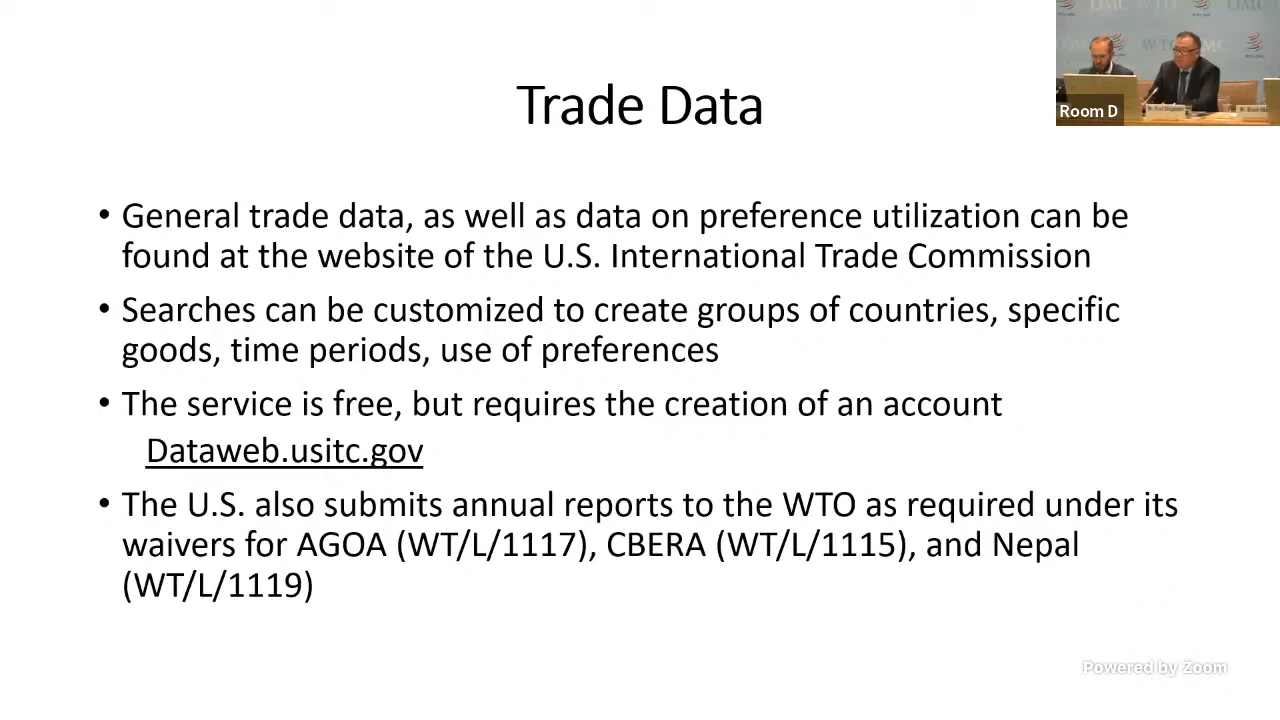 Trade Data
• General trade data, as well as data on preference utilization can be
found at the website of the U.S. International Trade Commission
• Searches can be customized to create groups of countries, specific
goods, time periods, use of preferences
• The service is free, but requires the creation of an account
Dataweb.usitc.gov
• The U.S. also submits annual reports to the WTO as required under its
waivers for AGOA (WT/L/1117), CBERA (WT/L/1115), and Nepal
(WT/L/1119)
Room D
Powered by Zoom